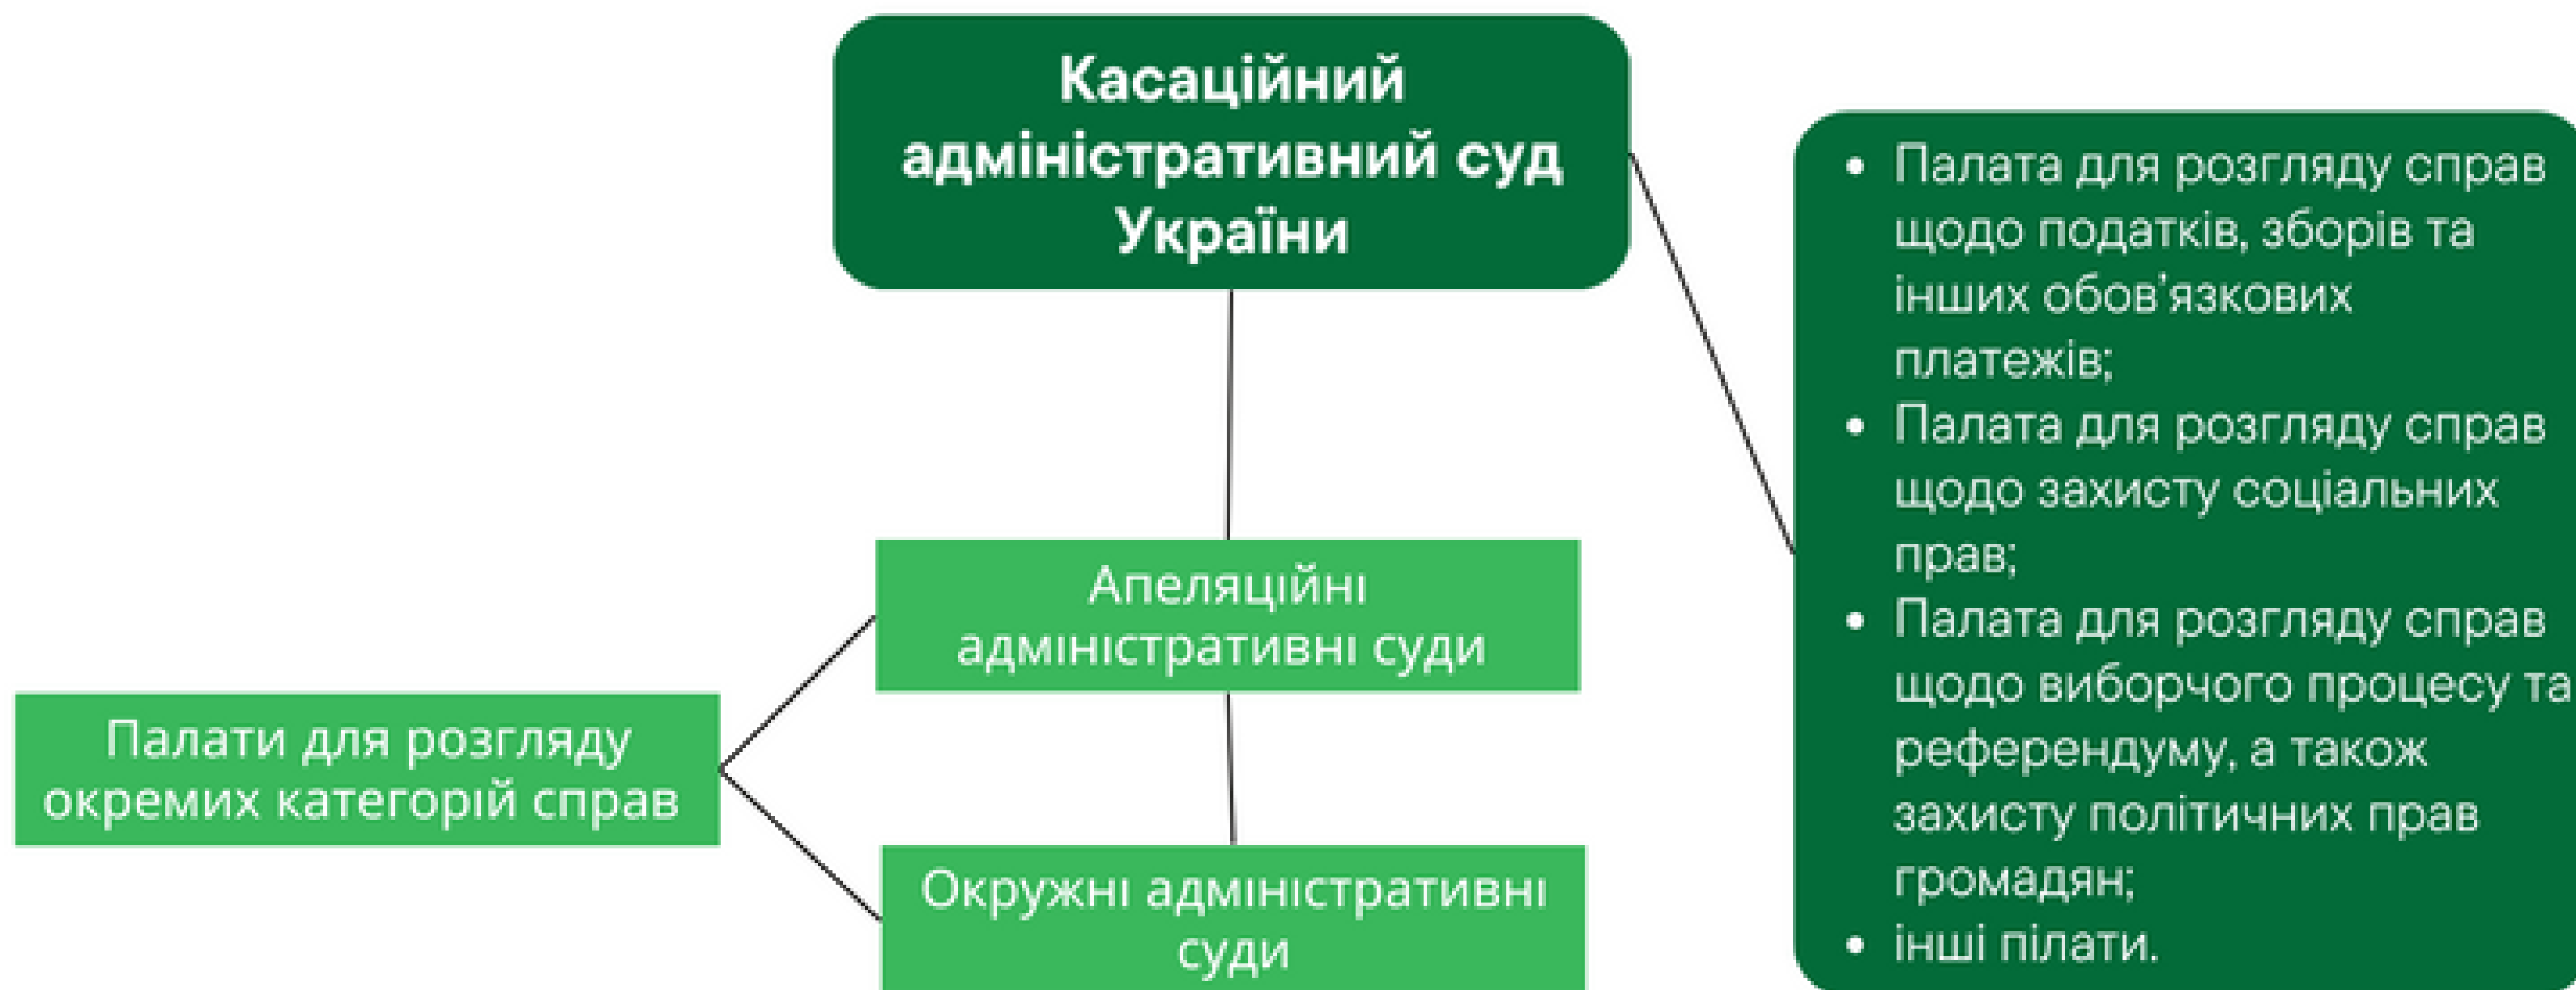 Касаційний
адміністративний суд
України
• Палата для розгляду справ
щодо податків, зборів та
інших обов'язкових
платежів;
• Палата для розгляду справ
щодо захисту соціальних
прав;
• Палата для розгляду справ
щодо виборчого процесу та
референдуму, а також
захисту політичних прав
громадян;
• інші пілати.
Апеляційні
адміністративні суди
Палати для розгляду
окремих категорій справ
Окружні адміністративні
суди